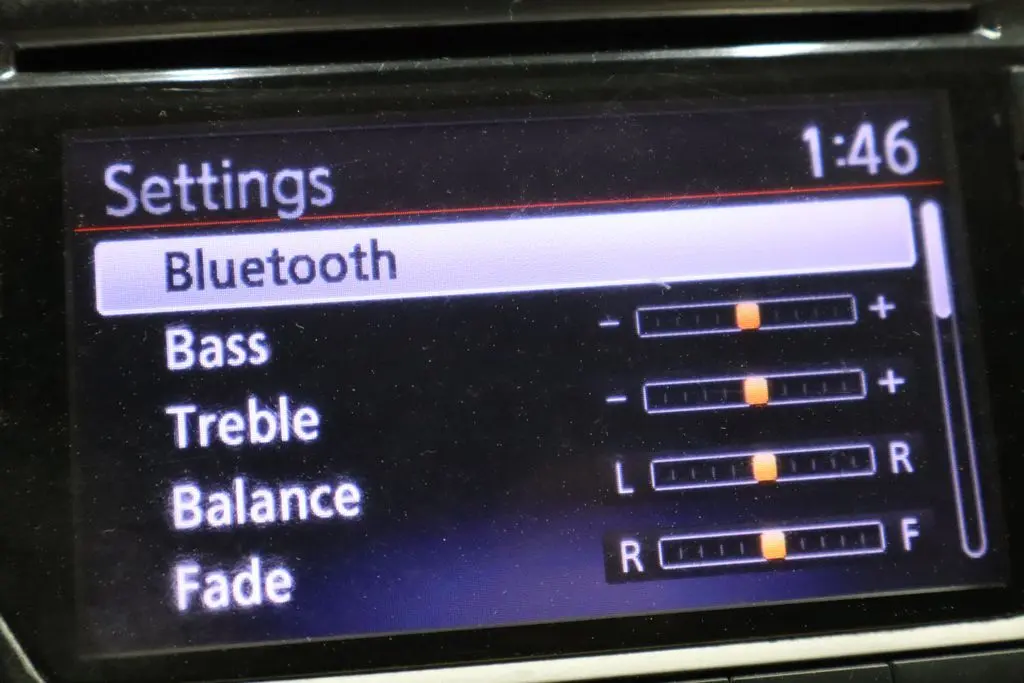 Settings 1:46
Bluetooth
Bass - +
Treble - +
Balance L R
Fade R F